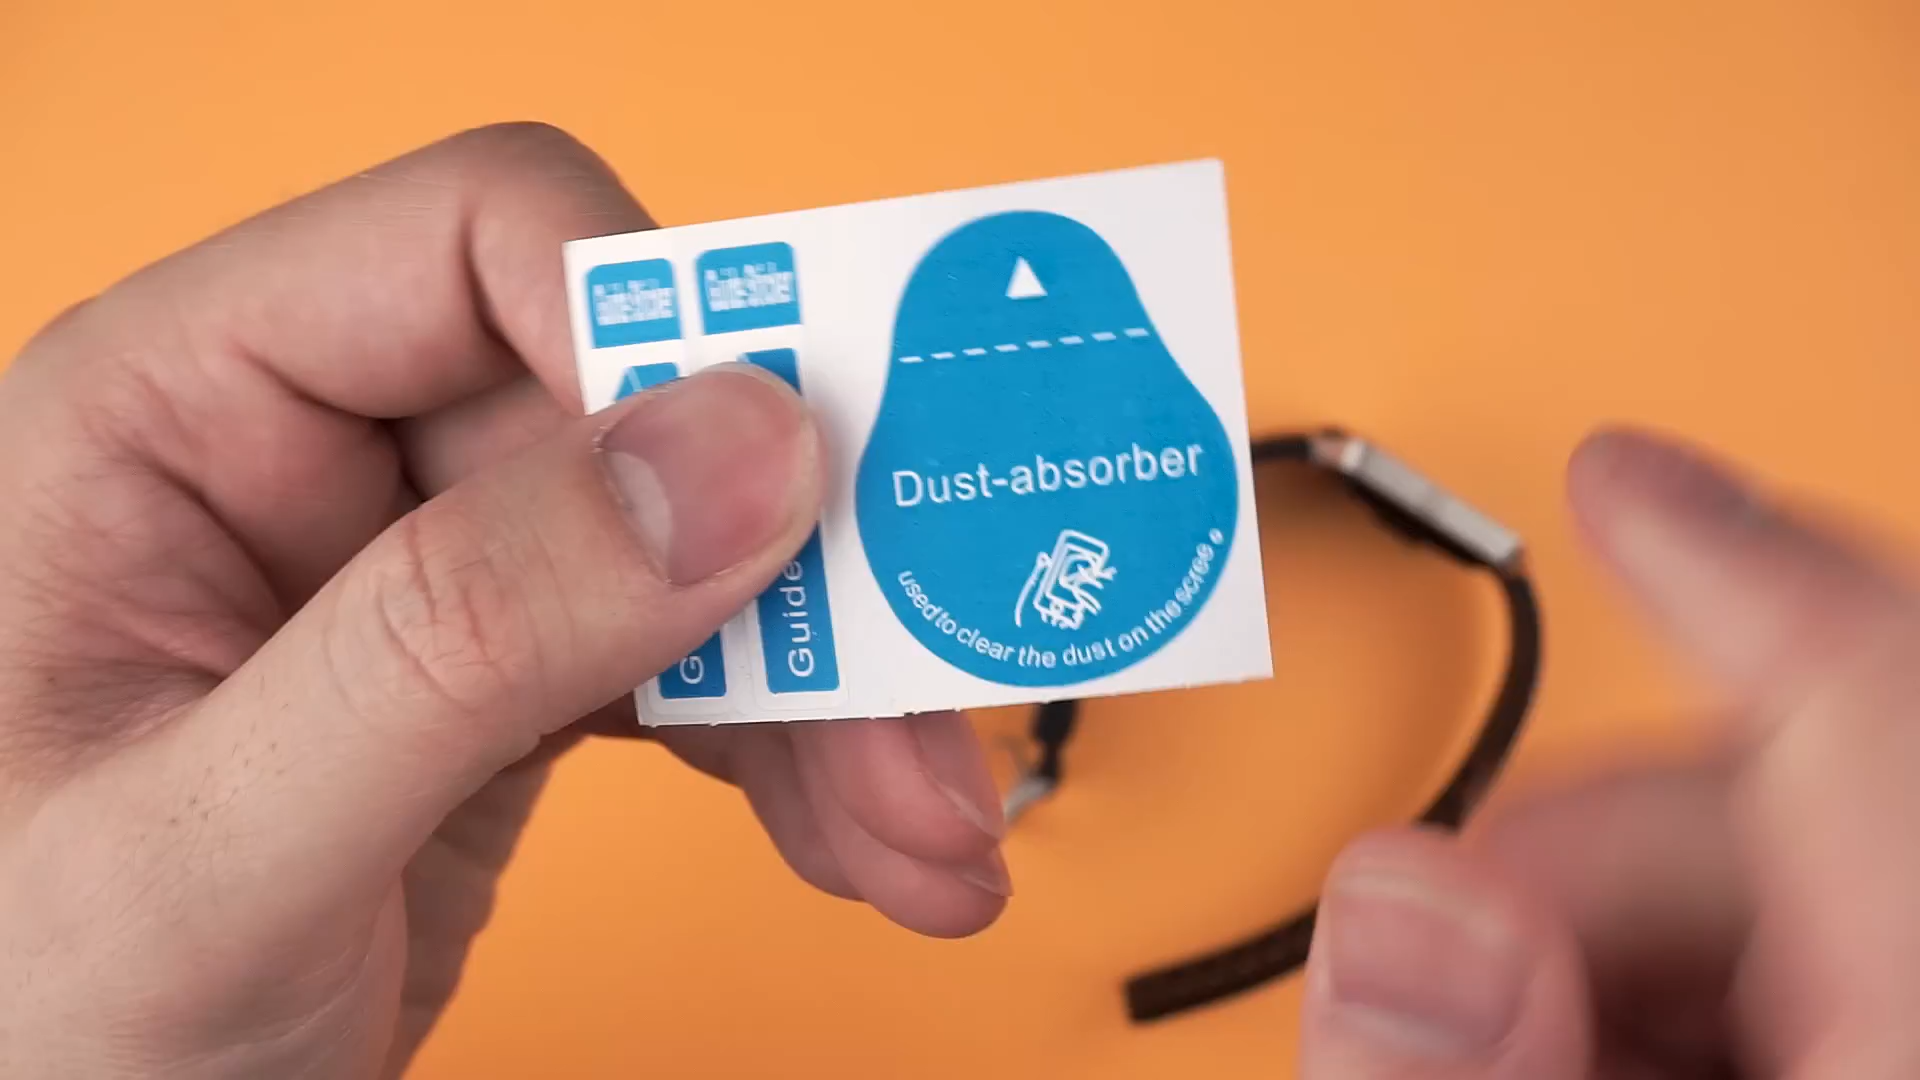 Dust-absorber
used to clear the dust on the scree
Guide
G